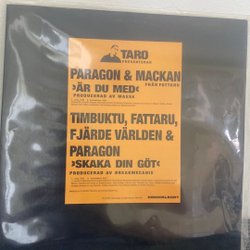 TARO
PRESENTERAR
PARAGON & MACKAN
FRÅN FATTARU
»ÄR DU MED«
PRODUCERAD AV MASSE
TIMBUKTU, FATTARU,
FJÄRDE VÄRLDEN &
PARAGON
»SKAKA DIN GÖT«
PRODUCERAD AV BREAKMECANIX